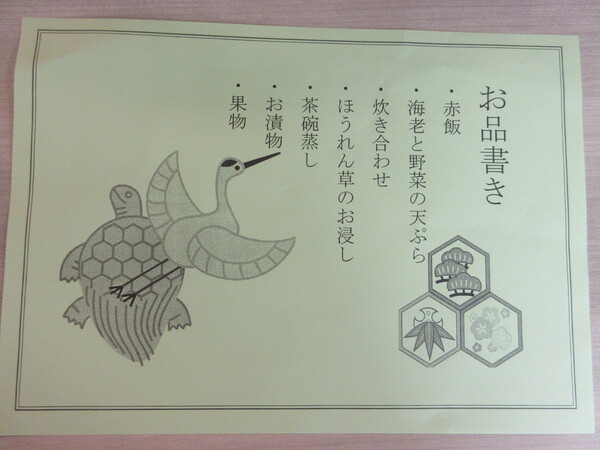 お品書き
・赤飯
・海老と野菜の天ぷら
・炊き合わせ
・ほうれん草のお浸し
・茶碗蒸し
・お漬物
・果物